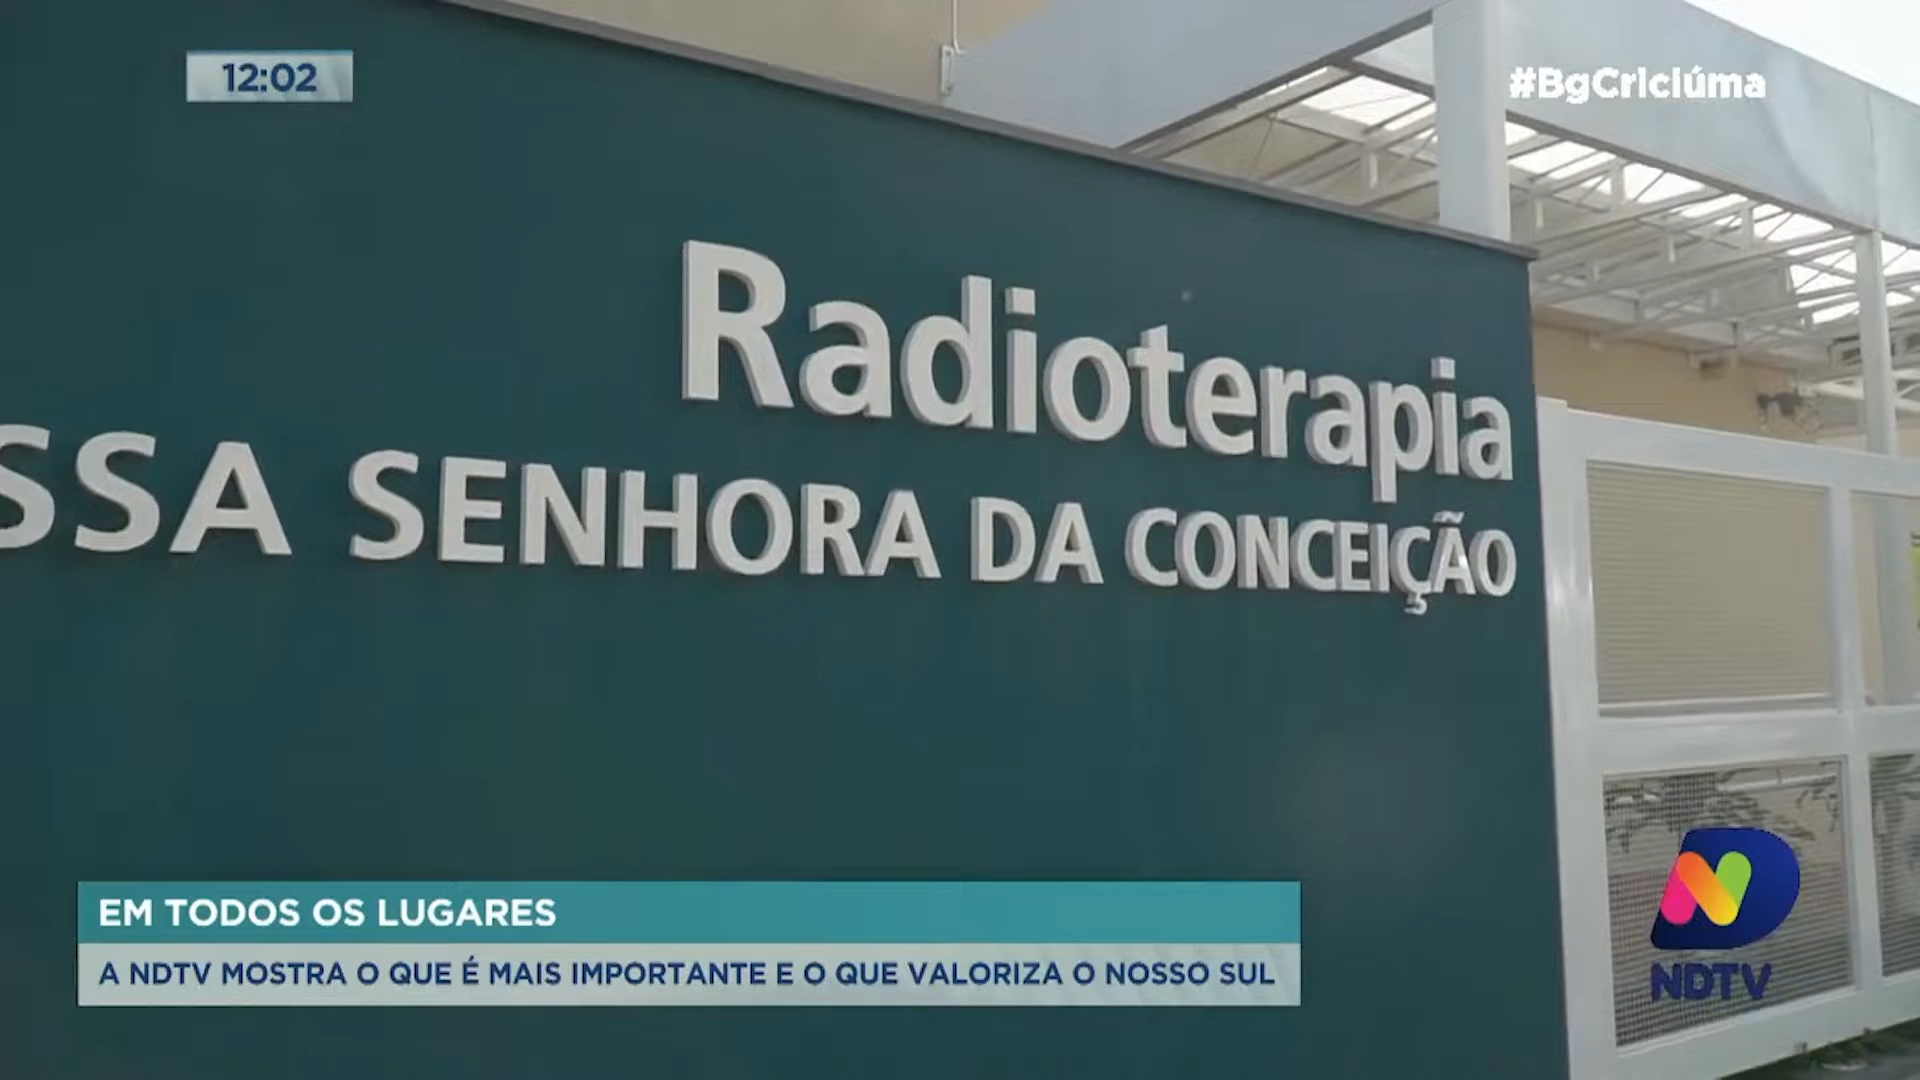 12:02
#BgCriciúma
Radioterapia
SSA SENHORA DA CONCEIÇÃO
EM TODOS OS LUGARES
A NDTV MOSTRA O QUE É MAIS IMPORTANTE E O QUE VALORIZA O NOSSO SUL
NDTV